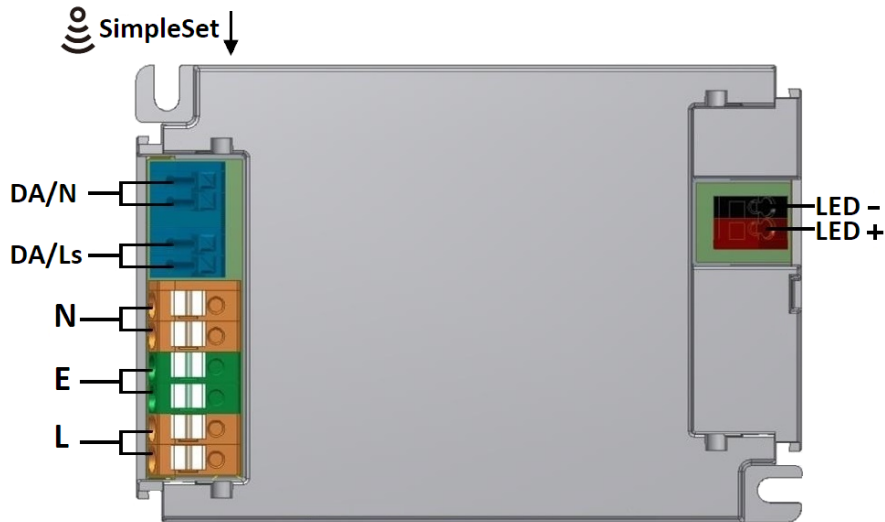 SimpleSet
DA/N
DA/Ls
N
E
L
LED -
LED +